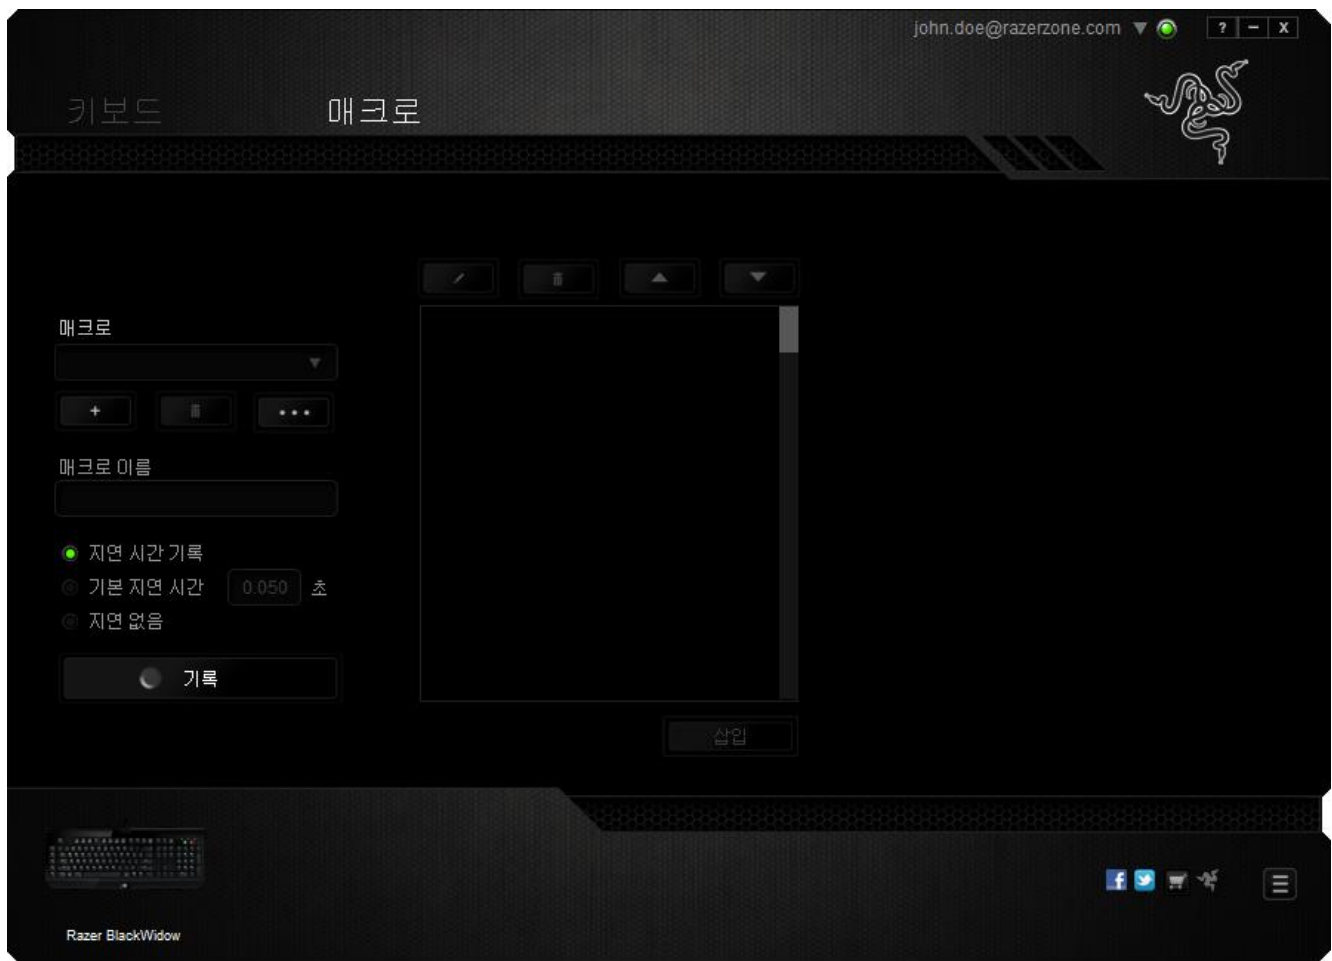 john.doe@razerzone.com
? − X
키보드 매크로
매크로
+
매크로 이름
지연 시간 기록
기본 지연 시간 0.050 초
지연 없음
기록
삽입
Razer BlackWidow